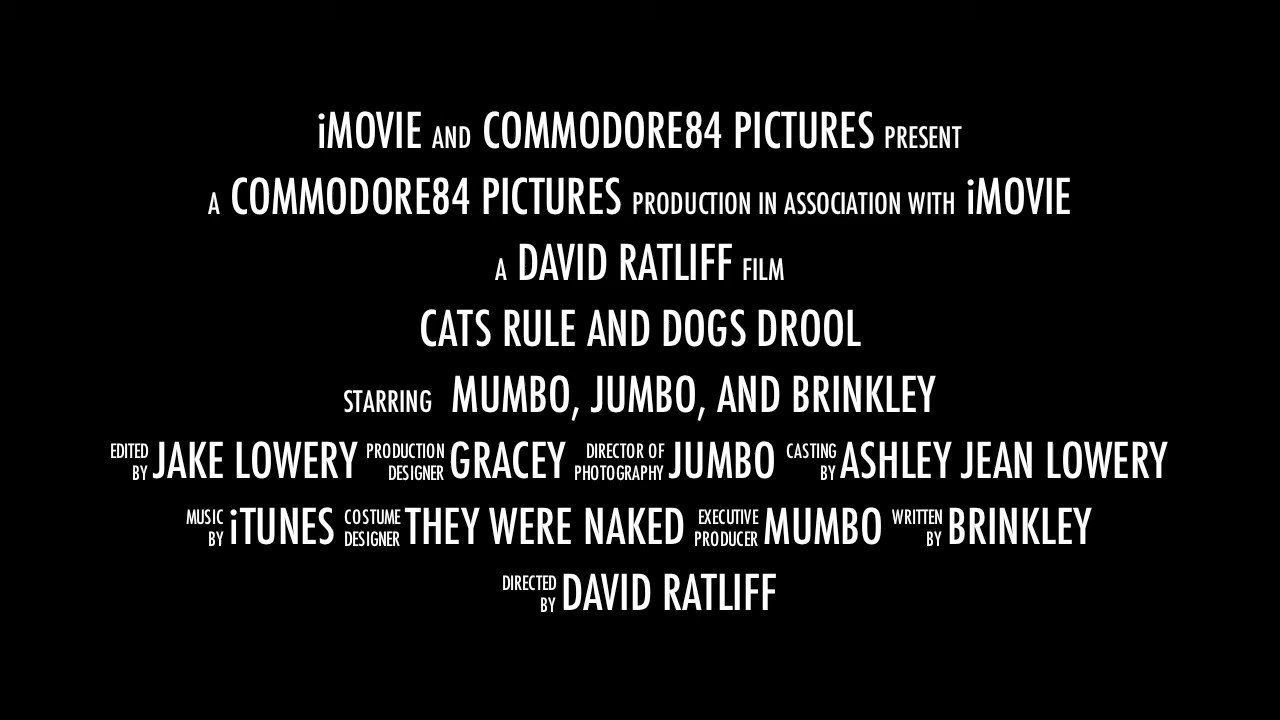 iMOVIE AND COMMODORE84 PICTURES PRESENT
A COMMODORE84 PICTURES PRODUCTION IN ASSOCIATION WITH iMOVIE
A DAVID RATLIFF FILM
CATS RULE AND DOGS DROOL
STARRING MUMBO, JUMBO, AND BRINKLEY
EDITED BY JAKE LOWERY PRODUCTION DESIGNER GRACEY DIRECTOR OF PHOTOGRAPHY JUMBO CASTING BY ASHLEY JEAN LOWERY
MUSIC BY iTUNES COSTUME DESIGNER THEY WERE NAKED EXECUTIVE PRODUCER MUMBO WRITTEN BY BRINKLEY
DIRECTED BY DAVID RATLIFF